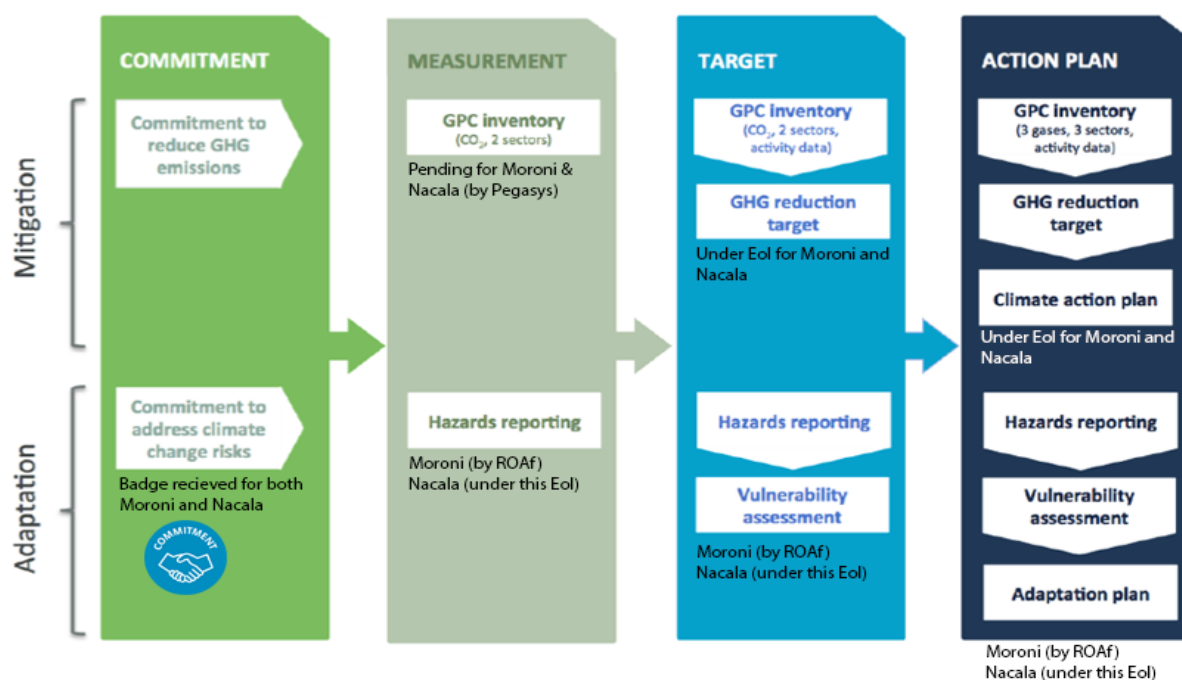 COMMITMENT
Commitment to
reduce GHG
emissions
Commitment to
address climate
change risks
Badge recieved for both
Moroni and Nacala
COMMITMENT
MEASUREMENT
GPC inventory
(CO₂, 2 sectors)
Pending for Moroni &
Nacala (by Pegasys)
Hazards reporting
Moroni (by ROAf)
Nacala (under this EoI)
TARGET
GPC inventory
(CO₂, 2 sectors,
activity data)
GHG reduction
target
Under EoI for Moroni and
Nacala
Hazards reporting
Vulnerability
assessment
Moroni (by ROAf)
Nacala (under this EoI)
ACTION PLAN
GPC inventory
(3 gases, 3 sectors,
activity data)
GHG reduction
target
Climate action plan
Under EoI for Moroni and
Nacala
Hazards reporting
Vulnerability
assessment
Adaptation plan
Moroni (by ROAf)
Nacala (under this EoI)
Mitigation
Adaptation